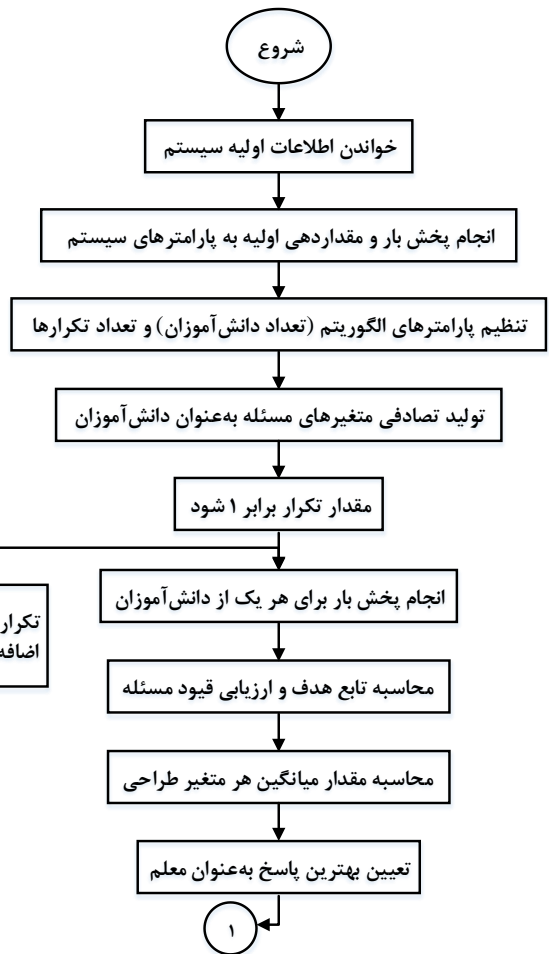 شروع
خواندن اطلاعات اولیه سیستم
انجام پخش بار و مقداردهی اولیه به پارامترهای سیستم
تنظیم پارامترهای الگوریتم (تعداد دانش‌آموزان) و تعداد تکرارها
تولید تصادفی متغیرهای مسئله به‌عنوان دانش‌آموزان
مقدار تکرار برابر ۱ شود
انجام پخش بار برای هر یک از دانش‌آموزان
تکرار
اضافه
محاسبه تابع هدف و ارزیابی قیود مسئله
محاسبه مقدار میانگین هر متغیر طراحی
تعیین بهترین پاسخ به‌عنوان معلم
۱